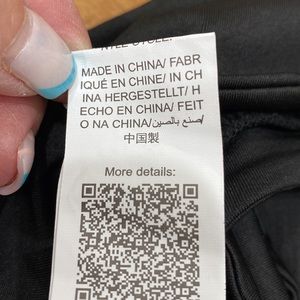 MADE IN CHINA/ FABR
IQUÉ EN CHINE/ IN CH
INA HERGESTELLT/ H
ECHO EN CHINA/ FEIT
O NA CHINA/صنع بالصين/
中国製
More details: